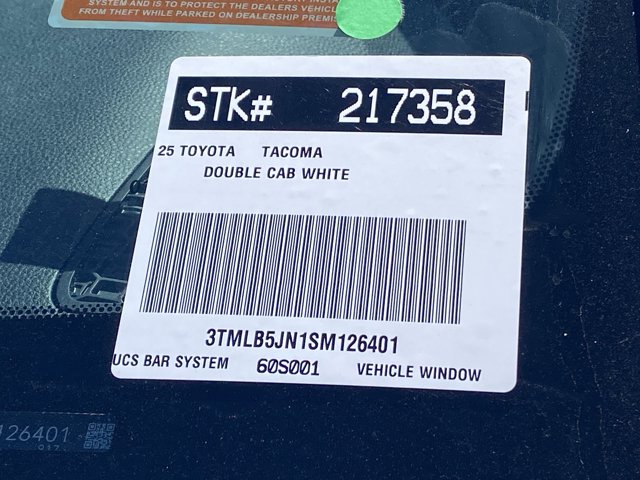 SYSTEM AND IS TO PROTECT THE DEALERS VEHICL
FROM THEFT WHILE PARKED ON DEALERSHIP PREMIS
STK# 217358
25 TOYOTA TACOMA
DOUBLE CAB WHITE
3TMLB5JN1SM126401
UCS BAR SYSTEM 60S001 VEHICLE WINDOW
126401